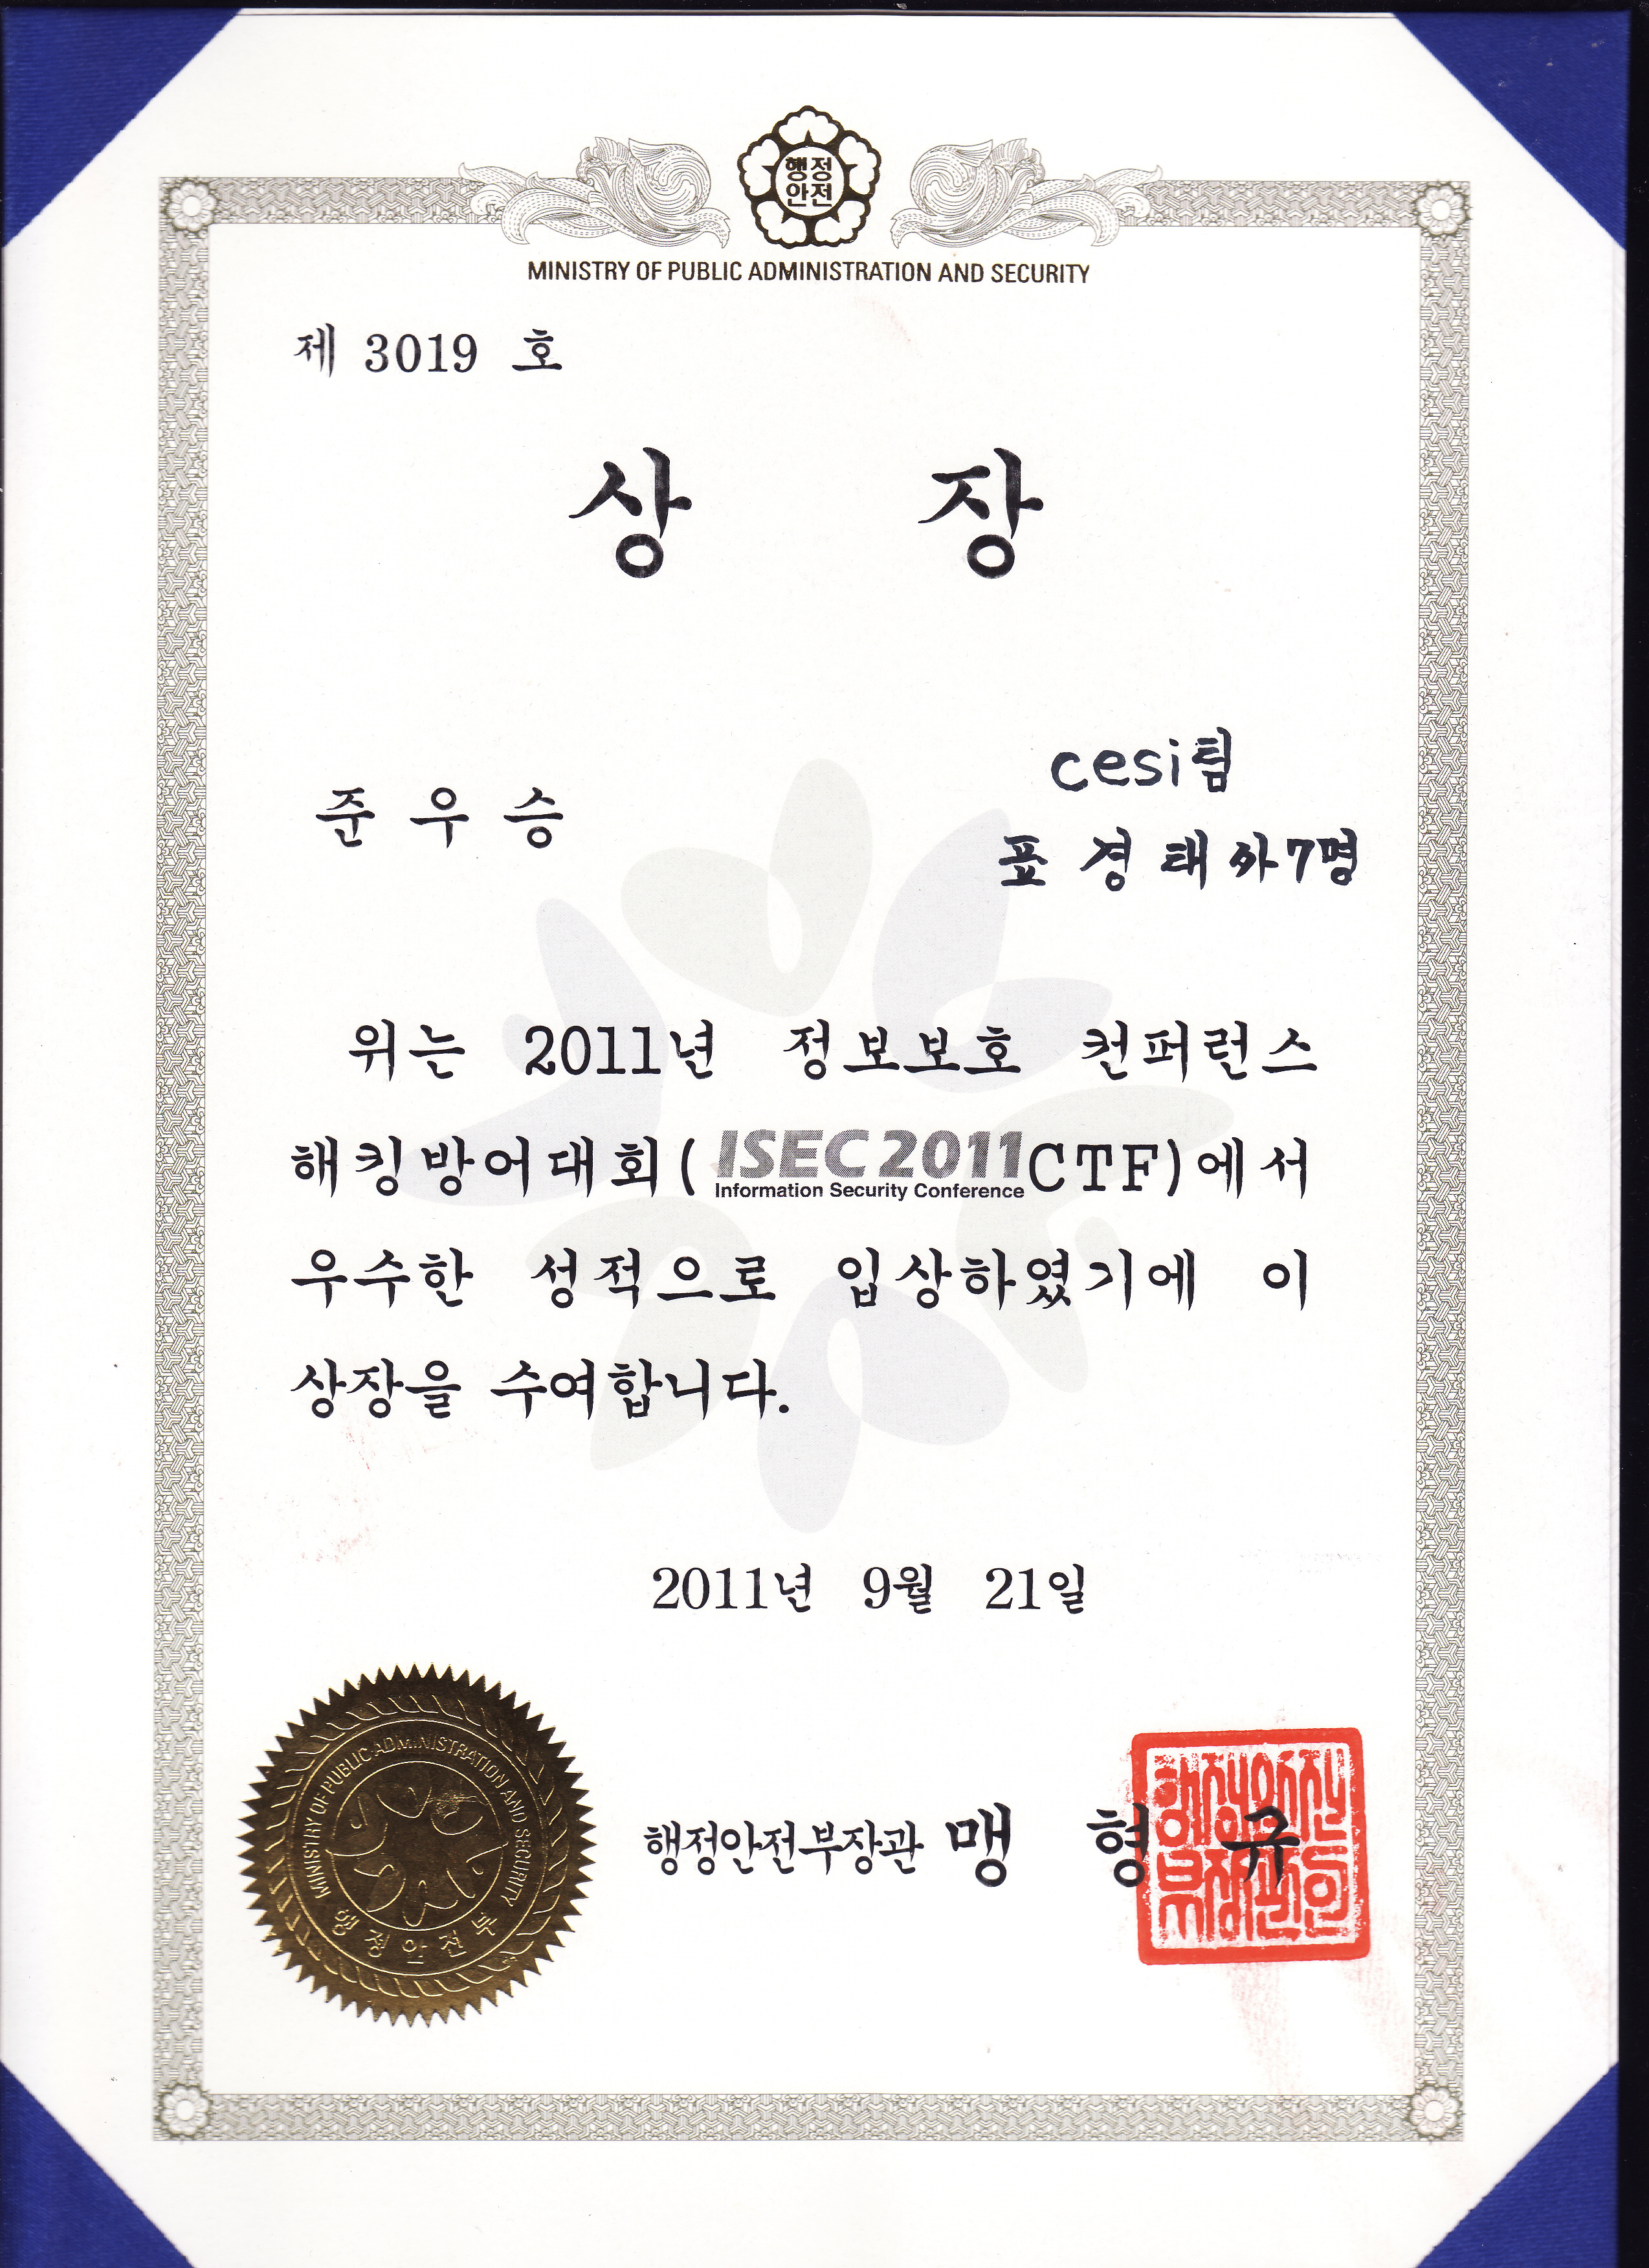 행정
안전
MINISTRY OF PUBLIC ADMINISTRATION AND SECURITY
제 3019 호
상 장
cesi팀
준 우 승
표 경 태 외7명
위는 2011년 정보보호 컨퍼런스
해킹방어대회( ISEC 2011 CTF)에서
Information Security Conference
우수한 성적으로 입상하였기에 이
상장을 수여합니다.
2011년 9월 21일
MINISTRY OF PUBLIC ADMINISTRATION AND SECURITY
행정안전부
행정안전부장관 맹 형 규
행정안전
부장관인